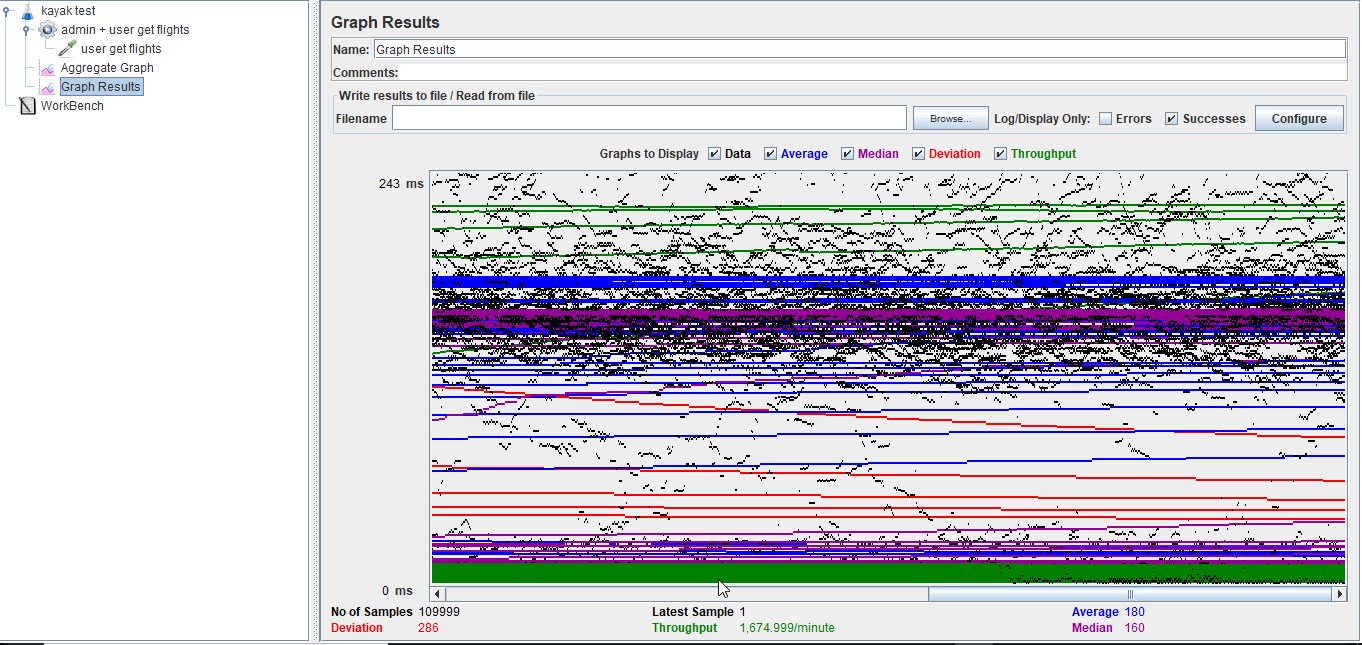 kayak test
admin + user get flights
user get flights
Aggregate Graph
Graph Results
WorkBench
Graph Results
Name: Graph Results
Comments:
Write results to file / Read from file
Filename Browse... Log/Display Only: Errors Successes Configure
Graphs to Display Data Average Median Deviation Throughput
243 ms
0 ms
No of Samples 109999 Latest Sample 1 Average 180
Deviation 286 Throughput 1,674.999/minute Median 160